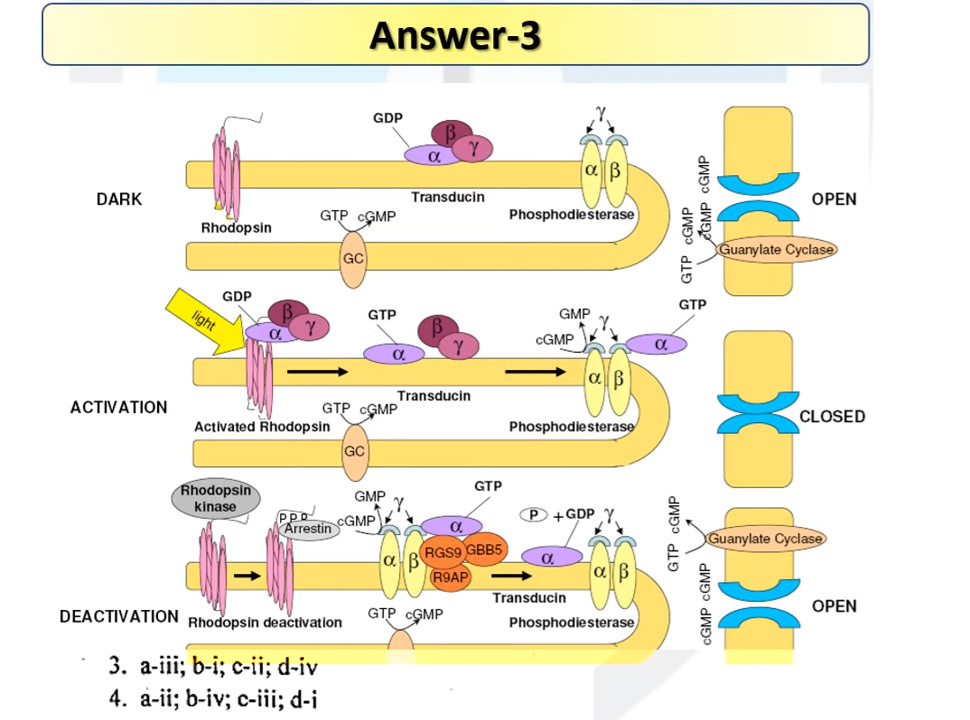 Answer-3
GDP
β
α
γ
Transducin
γ
α
β
Phosphodiesterase
DARK
Rhodopsin
GTP
cGMP
GC
cGMP
cGMP
cGMP
GTP
Guanylate Cyclase
OPEN
light
GDP
β
α
γ
GTP
β
α
γ
Transducin
GMP
cGMP
γ
α
β
α
GTP
Phosphodiesterase
ACTIVATION
Activated Rhodopsin
GTP
cGMP
GC
CLOSED
Rhodopsin
kinase
P P P
Arrestin
GMP
cGMP
γ
α
β
GTP
α
RGS9
GBB5
R9AP
P + GDP
α
γ
α
β
Transducin
Phosphodiesterase
DEACTIVATION
Rhodopsin deactivation
GTP
cGMP
cGMP
GTP
Guanylate Cyclase
cGMP
cGMP
OPEN
3. a-iii; b-i; c-ii; d-iv
4. a-ii; b-iv; c-iii; d-i